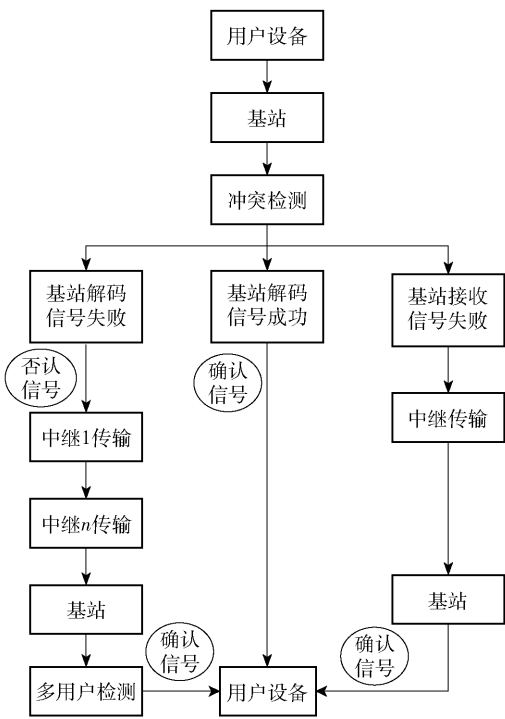 用户设备
基站
冲突检测
基站解码
信号失败
基站解码
信号成功
基站接收
信号失败
否认
信号
确认
信号
中继传输
中继1传输
中继n传输
基站
基站
确认
信号
确认
信号
多用户检测
用户设备